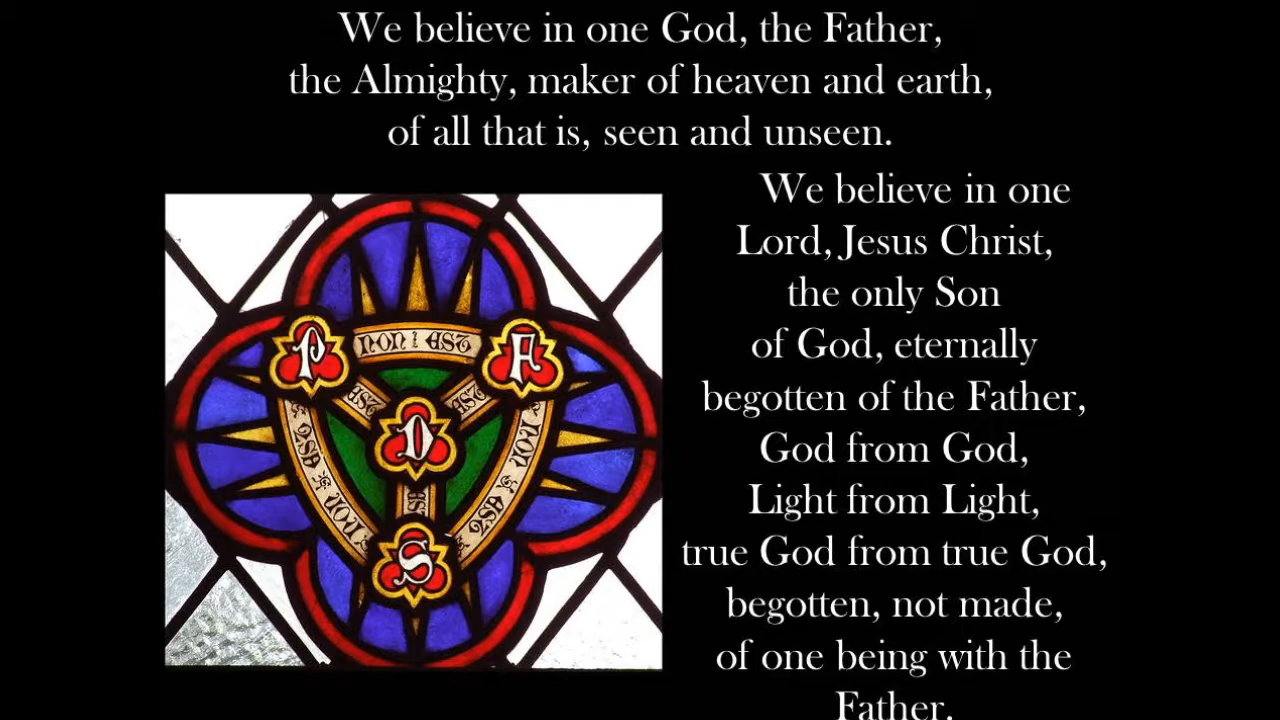 We believe in one God, the Father,
the Almighty, maker of heaven and earth,
of all that is, seen and unseen.
We believe in one
Lord, Jesus Christ,
the only Son
of God, eternally
begotten of the Father,
God from God,
Light from Light,
true God from true God,
begotten, not made,
of one being with the
Father.
P
NON EST
F
EST
EST
D
EST
NON
EST
NON
EST
S